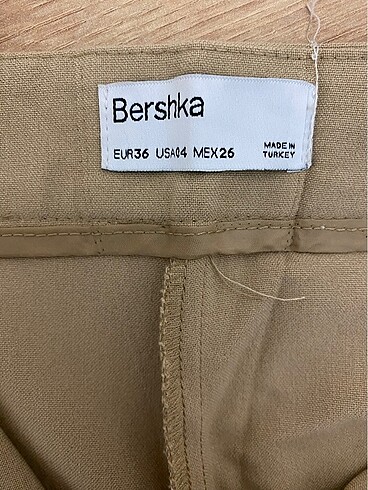 Bershka
EUR36 USA04 MEX26
MADE IN
TURKEY